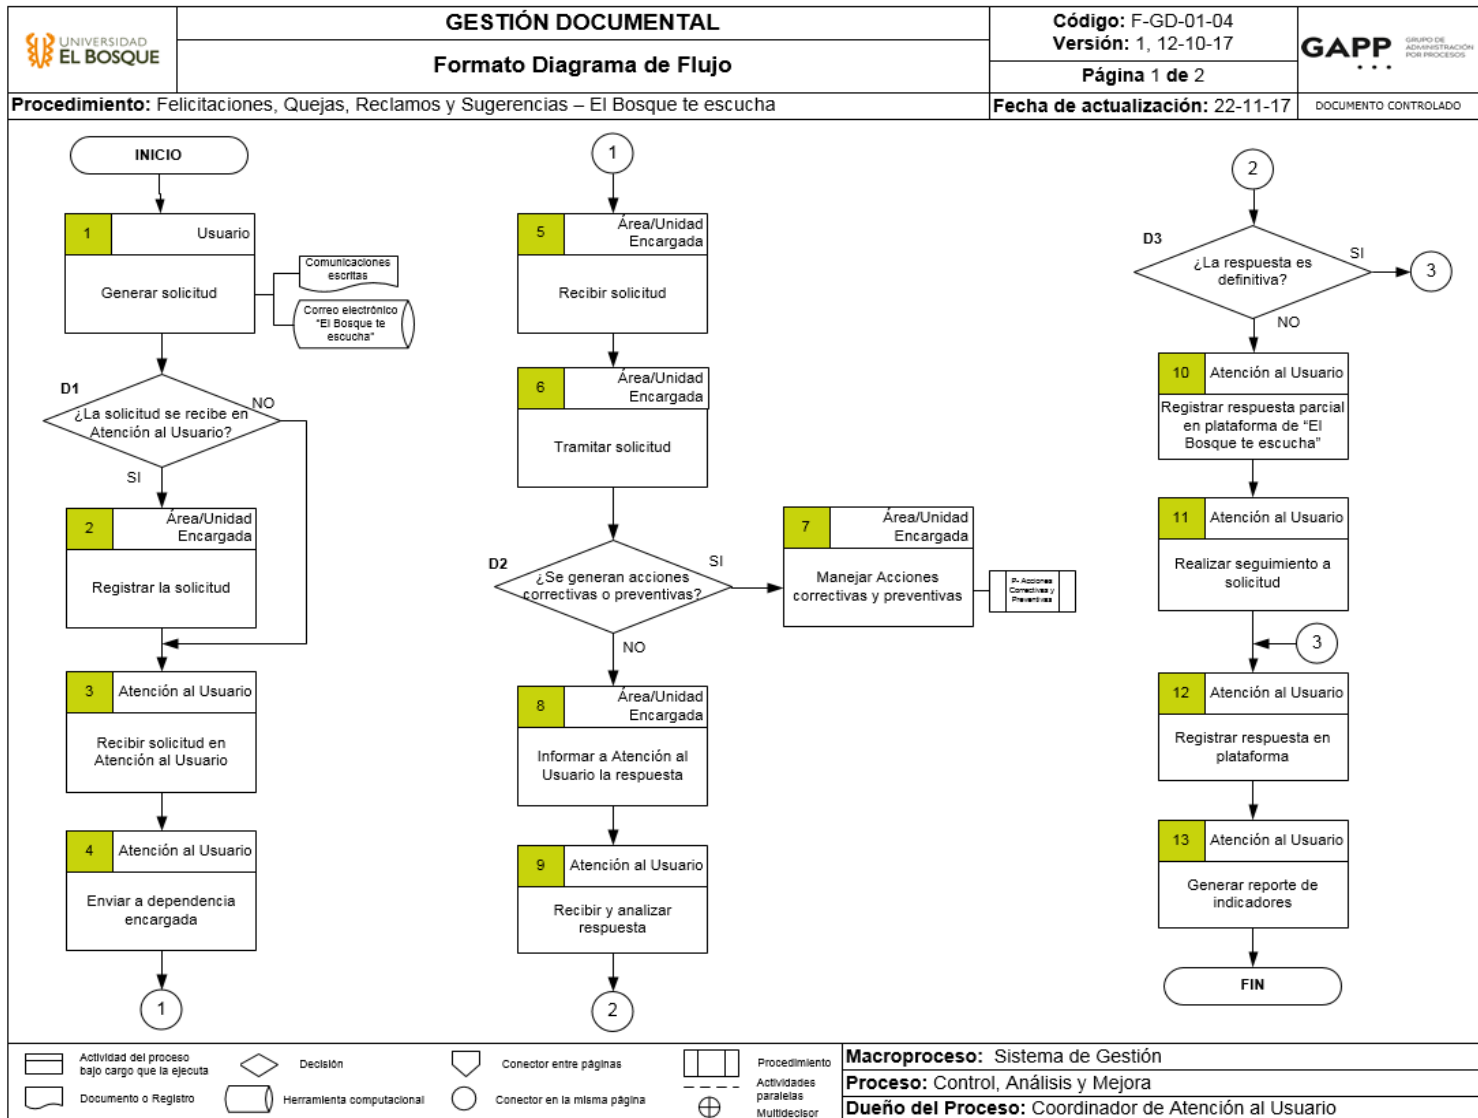 UNIVERSIDAD
EL BOSQUE
GESTIÓN DOCUMENTAL
Formato Diagrama de Flujo
Código: F-GD-01-04
Versión: 1, 12-10-17
Página 1 de 2
GAPP
GRUPO DE
ADMINISTRACIÓN
POR PROCESOS
Procedimiento: Felicitaciones, Quejas, Reclamos y Sugerencias – El Bosque te escucha
Fecha de actualización: 22-11-17
DOCUMENTO CONTROLADO
INICIO
1
Usuario
Generar solicitud
Comunicaciones
escritas
Correo electrónico
"El Bosque te
escucha"
D1
¿La solicitud se recibe en
Atención al Usuario?
NO
SI
2
Área/Unidad
Encargada
Registrar la solicitud
3
Atención al Usuario
Recibir solicitud en
Atención al Usuario
4
Atención al Usuario
Enviar a dependencia
encargada
1
1
5
Área/Unidad
Encargada
Recibir solicitud
6
Área/Unidad
Encargada
Tramitar solicitud
D2
¿Se generan acciones
correctivas o preventivas?
SI
NO
7
Área/Unidad
Encargada
Manejar Acciones
correctivas y preventivas
P- Acciones
Correctivas y
Preventivas
8
Área/Unidad
Encargada
Informar a Atención al
Usuario la respuesta
9
Atención al Usuario
Recibir y analizar
respuesta
2
2
D3
¿La respuesta es
definitiva?
SI
3
NO
10
Atención al Usuario
Registrar respuesta parcial
en plataforma de "El
Bosque te escucha"
11
Atención al Usuario
Realizar seguimiento a
solicitud
3
12
Atención al Usuario
Registrar respuesta en
plataforma
13
Atención al Usuario
Generar reporte de
indicadores
FIN
Actividad del proceso
bajo cargo que la ejecuta
Documento o Registro
Decisión
Herramienta computacional
Conector entre páginas
Conector en la misma página
Procedimiento
Actividades
paralelas
Multidecisor
Macroproceso: Sistema de Gestión
Proceso: Control, Análisis y Mejora
Dueño del Proceso: Coordinador de Atención al Usuario